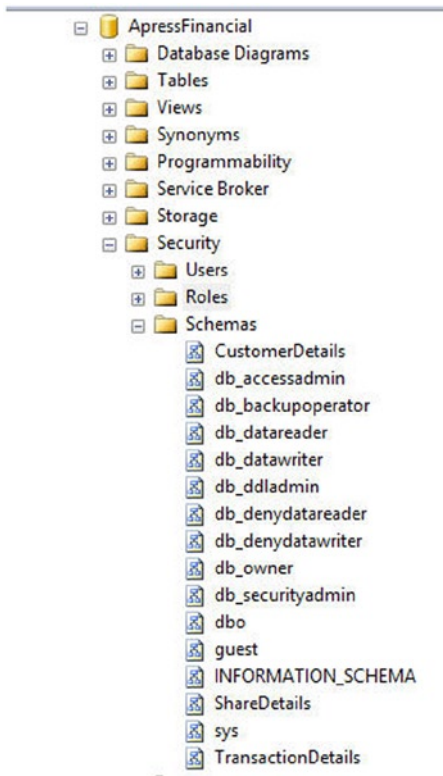 ApressFinancial
Database Diagrams
Tables
Views
Synonyms
Programmability
Service Broker
Storage
Security
Users
Roles
Schemas
CustomerDetails
db_accessadmin
db_backupoperator
db_datareader
db_datawriter
db_ddladmin
db_denydatareader
db_denydatawriter
db_owner
db_securityadmin
dbo
guest
INFORMATION_SCHEMA
ShareDetails
sys
TransactionDetails